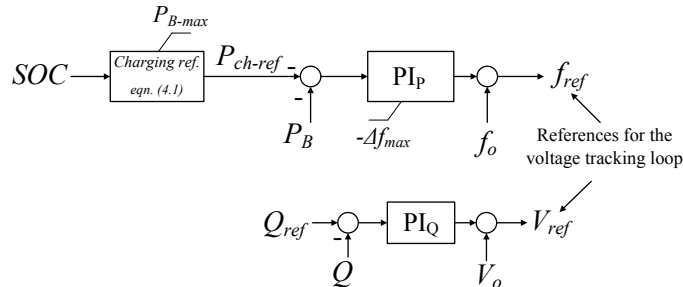 P_B-max
SOC
Charging ref.
eqn. (4.1)
P_ch-ref
-
-
PI_P
f_ref
P_B
-Δf_max
f_o
References for the
voltage tracking loop
Q_ref
-
PI_Q
V_ref
Q
V_o